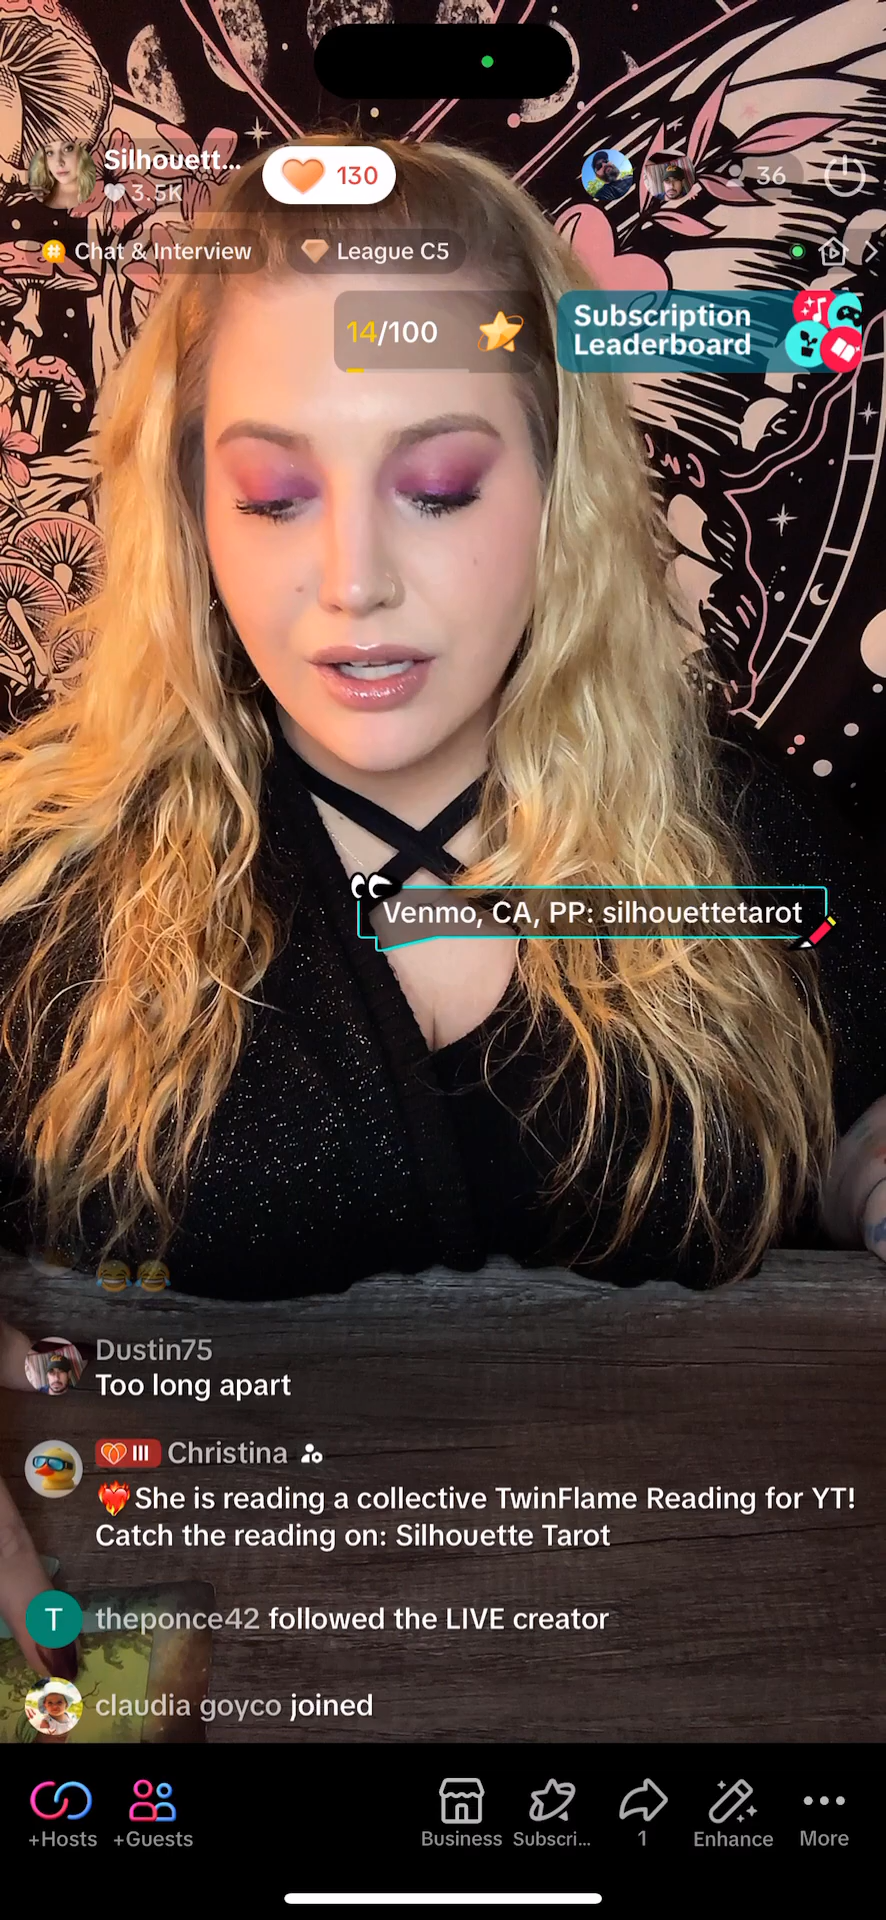 Silhouett...
3.5K
130
36
Chat & Interview
League C5
14/100
Subscription
Leaderboard
Venmo, CA, PP: silhouettetarot
😂😂
Dustin75
Too long apart
III Christina
❤️‍🔥She is reading a collective TwinFlame Reading for YT!
Catch the reading on: Silhouette Tarot
T theponce42 followed the LIVE creator
claudia goyco joined
+Hosts
+Guests
Business
Subscri...
1
Enhance
More